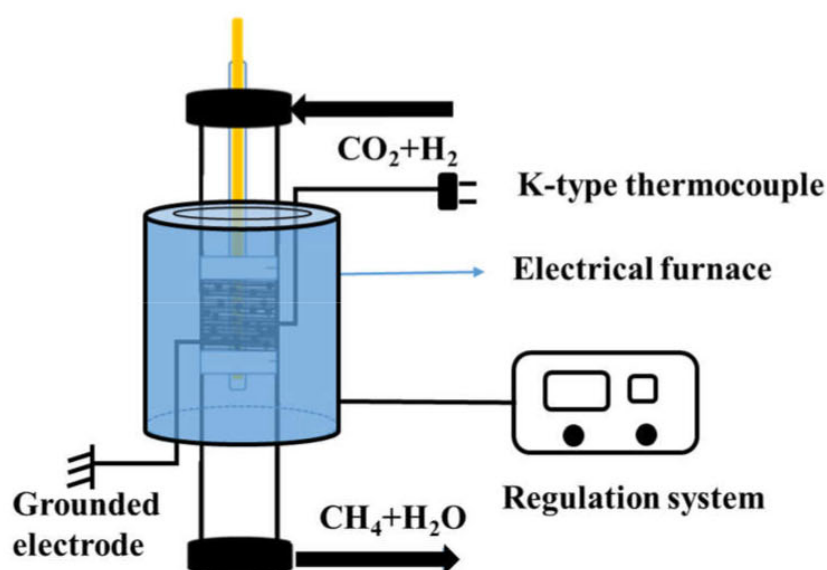 CO₂+H₂
K-type thermocouple
Electrical furnace
Regulation system
Grounded
electrode
CH₄+H₂O